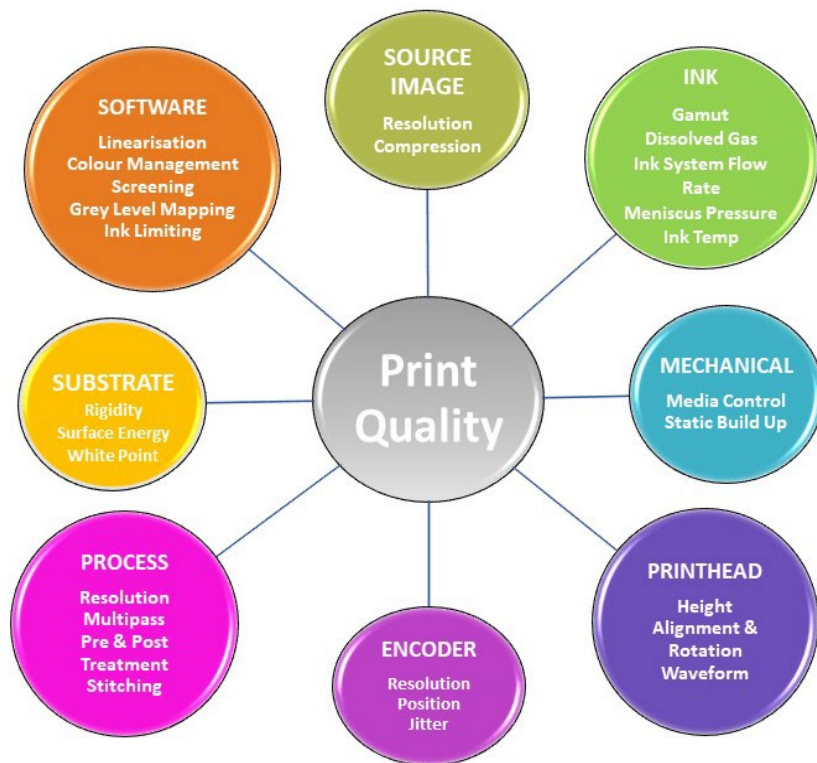 SOURCE
IMAGE
Resolution
Compression
SOFTWARE
Linearisation
Colour Management
Screening
Grey Level Mapping
Ink Limiting
INK
Gamut
Dissolved Gas
Ink System Flow
Rate
Meniscus Pressure
Ink Temp
SUBSTRATE
Rigidity
Surface Energy
White Point
Print
Quality
MECHANICAL
Media Control
Static Build Up
PROCESS
Resolution
Multipass
Pre & Post
Treatment
Stitching
ENCODER
Resolution
Position
Jitter
PRINTHEAD
Height
Alignment &
Rotation
Waveform